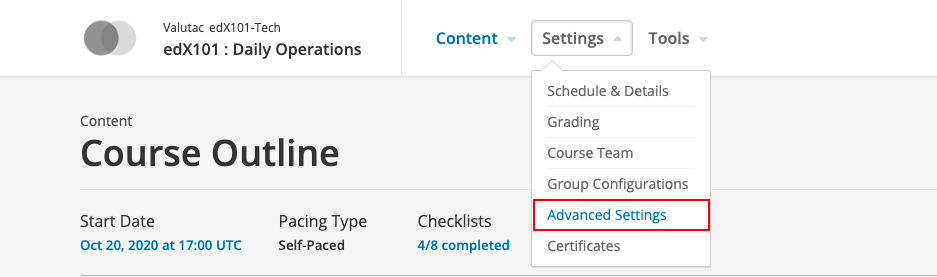 Valutac edX101-Tech
edX101 : Daily Operations
Content
Settings
Tools
Schedule & Details
Grading
Course Team
Group Configurations
Advanced Settings
Certificates
Content
Course Outline
Start Date
Oct 20, 2020 at 17:00 UTC
Pacing Type
Self-Paced
Checklists
4/8 completed